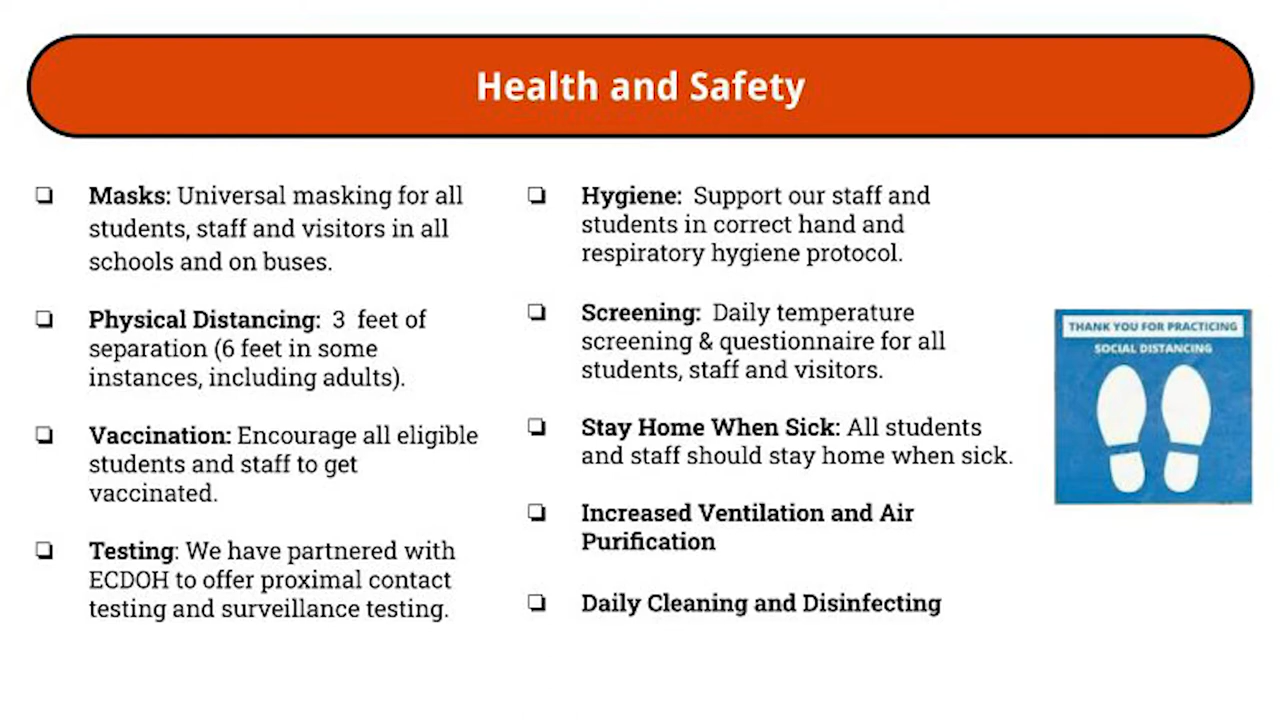 Health and Safety
Masks: Universal masking for all
students, staff and visitors in all
schools and on buses.
Physical Distancing: 3 feet of
separation (6 feet in some
instances, including adults).
Vaccination: Encourage all eligible
students and staff to get
vaccinated.
Testing: We have partnered with
ECDOH to offer proximal contact
testing and surveillance testing.
Hygiene: Support our staff and
students in correct hand and
respiratory hygiene protocol.
Screening: Daily temperature
screening & questionnaire for all
students, staff and visitors.
Stay Home When Sick: All students
and staff should stay home when sick.
Increased Ventilation and Air
Purification
Daily Cleaning and Disinfecting
THANK YOU FOR PRACTICING
SOCIAL DISTANCING